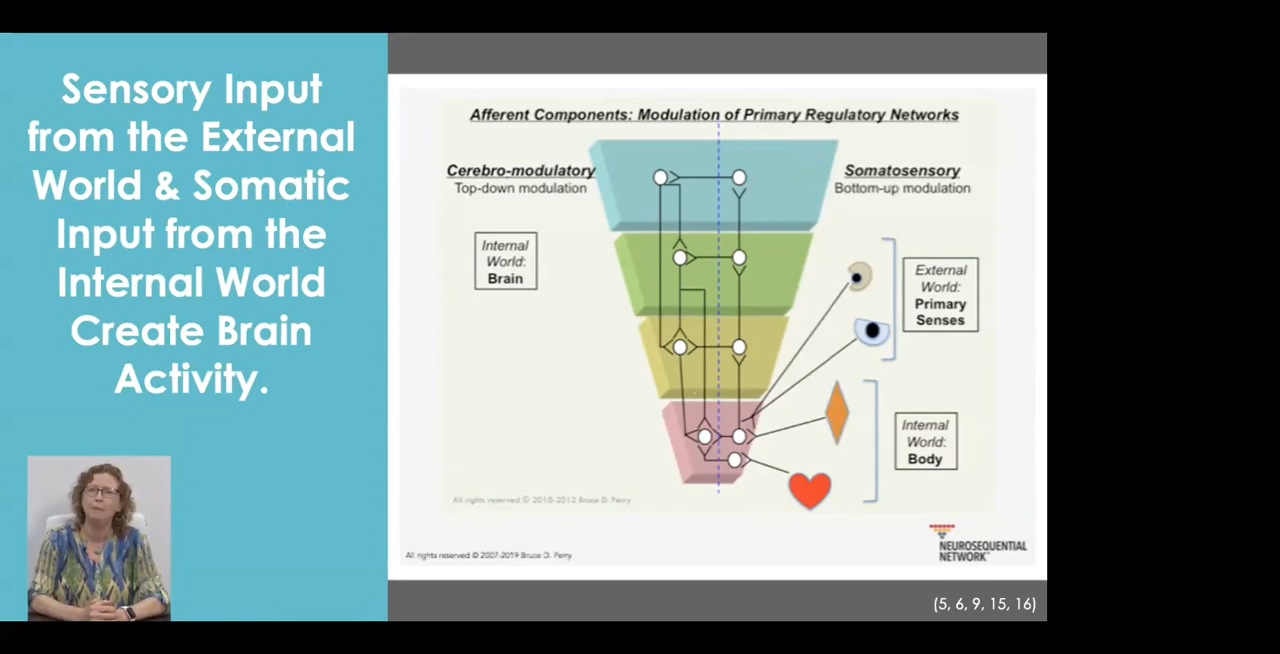 Sensory Input
from the External
World & Somatic
Input from the
Internal World
Create Brain
Activity.
Afferent Components: Modulation of Primary Regulatory Networks
Cerebro-modulatory
Top-down modulation
Somatosensory
Bottom-up modulation
Internal
World:
Brain
External
World:
Primary
Senses
Internal
World:
Body
All rights reserved © 2010-2012 Bruce D. Perry
All rights reserved © 2007-2019 Bruce D. Perry
NEUROSEQUENTIAL
NETWORK™
(5, 6, 9, 15, 16)